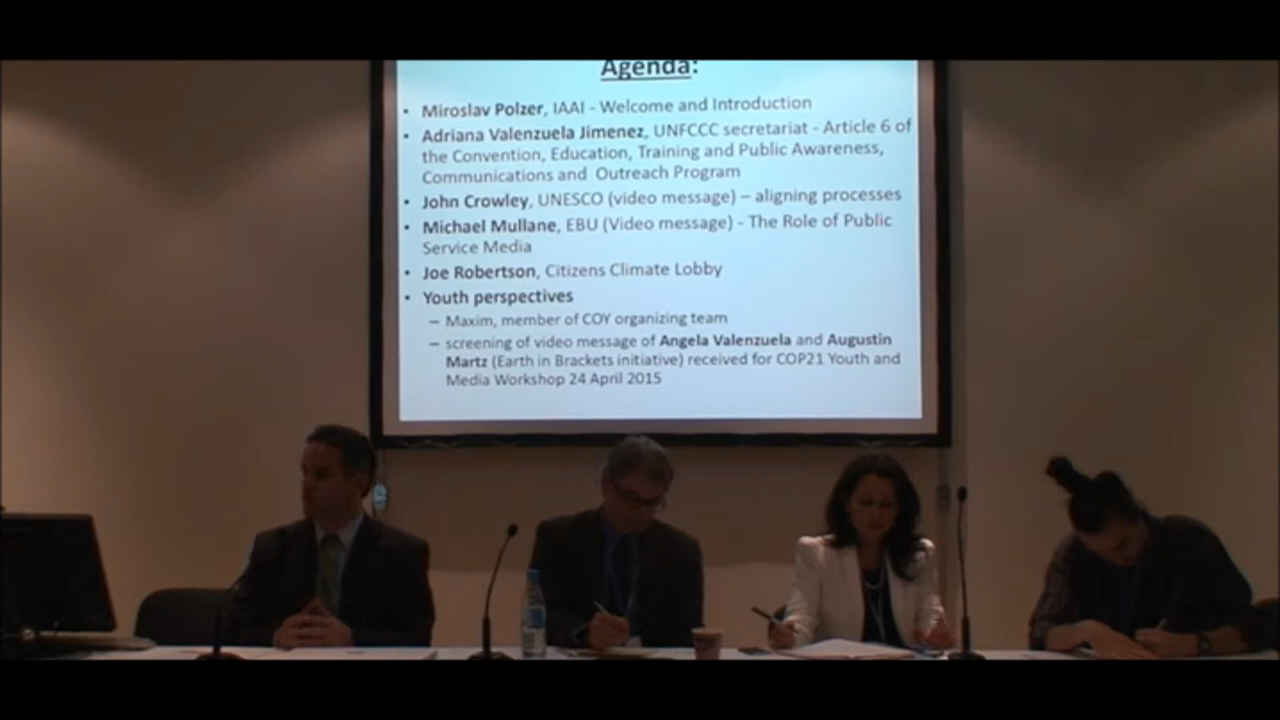 Agenda:
• Miroslav Polzer, IAAI - Welcome and Introduction
• Adriana Valenzuela Jimenez, UNFCCC secretariat - Article 6 of
the Convention, Education, Training and Public Awareness,
Communications and Outreach Program
• John Crowley, UNESCO (video message) – aligning processes
• Michael Mullane, EBU (Video message) - The Role of Public
Service Media
• Joe Robertson, Citizens Climate Lobby
• Youth perspectives
– Maxim, member of COY organizing team
– screening of video message of Angela Valenzuela and Augustin
Martz (Earth in Brackets initiative) received for COP21 Youth and
Media Workshop 24 April 2015